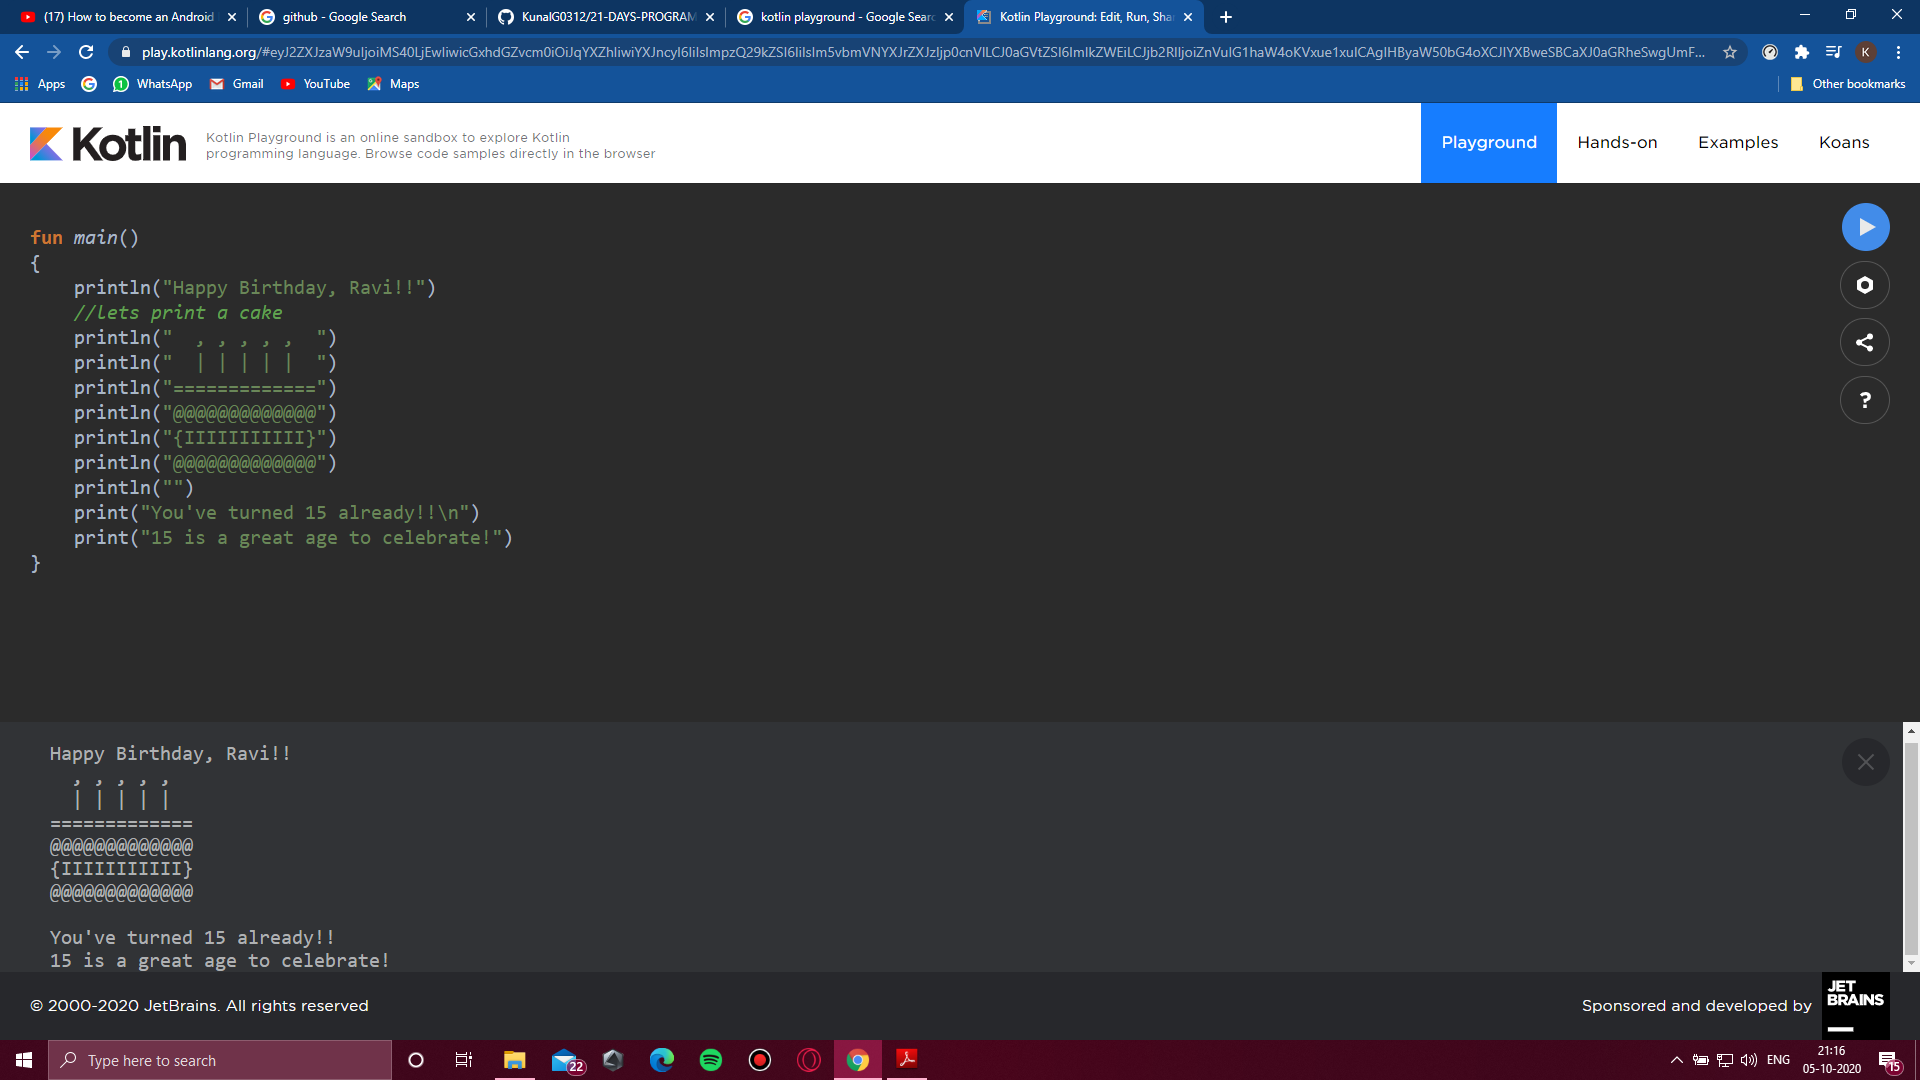 (17) How to become an Android
github - Google Search
KunalG0312/21-DAYS-PROGRAM
kotlin playground - Google Searc
Kotlin Playground: Edit, Run, Sha
Apps
WhatsApp
Gmail
YouTube
Maps
Other bookmarks
Kotlin
Kotlin Playground is an online sandbox to explore Kotlin
programming language. Browse code samples directly in the browser
Playground
Hands-on
Examples
Koans
fun main()
{
println("Happy Birthday, Ravi!!")
//lets print a cake
println("  , , , , ,  ")
println("  | | | | |  ")
println("=============")
println("@@@@@@@@@@@@@")
println("{IIIIIIIIIII}")
println("@@@@@@@@@@@@@")
println("")
print("You've turned 15 already!!\n")
print("15 is a great age to celebrate!")
}
Happy Birthday, Ravi!!
, , , , ,
| | | | |
=============
@@@@@@@@@@@@@
{IIIIIIIIIII}
@@@@@@@@@@@@@
You've turned 15 already!!
15 is a great age to celebrate!
© 2000-2020 JetBrains. All rights reserved
Sponsored and developed by
JET
BRAINS
Type here to search
22
ENG
21:16
05-10-2020
15